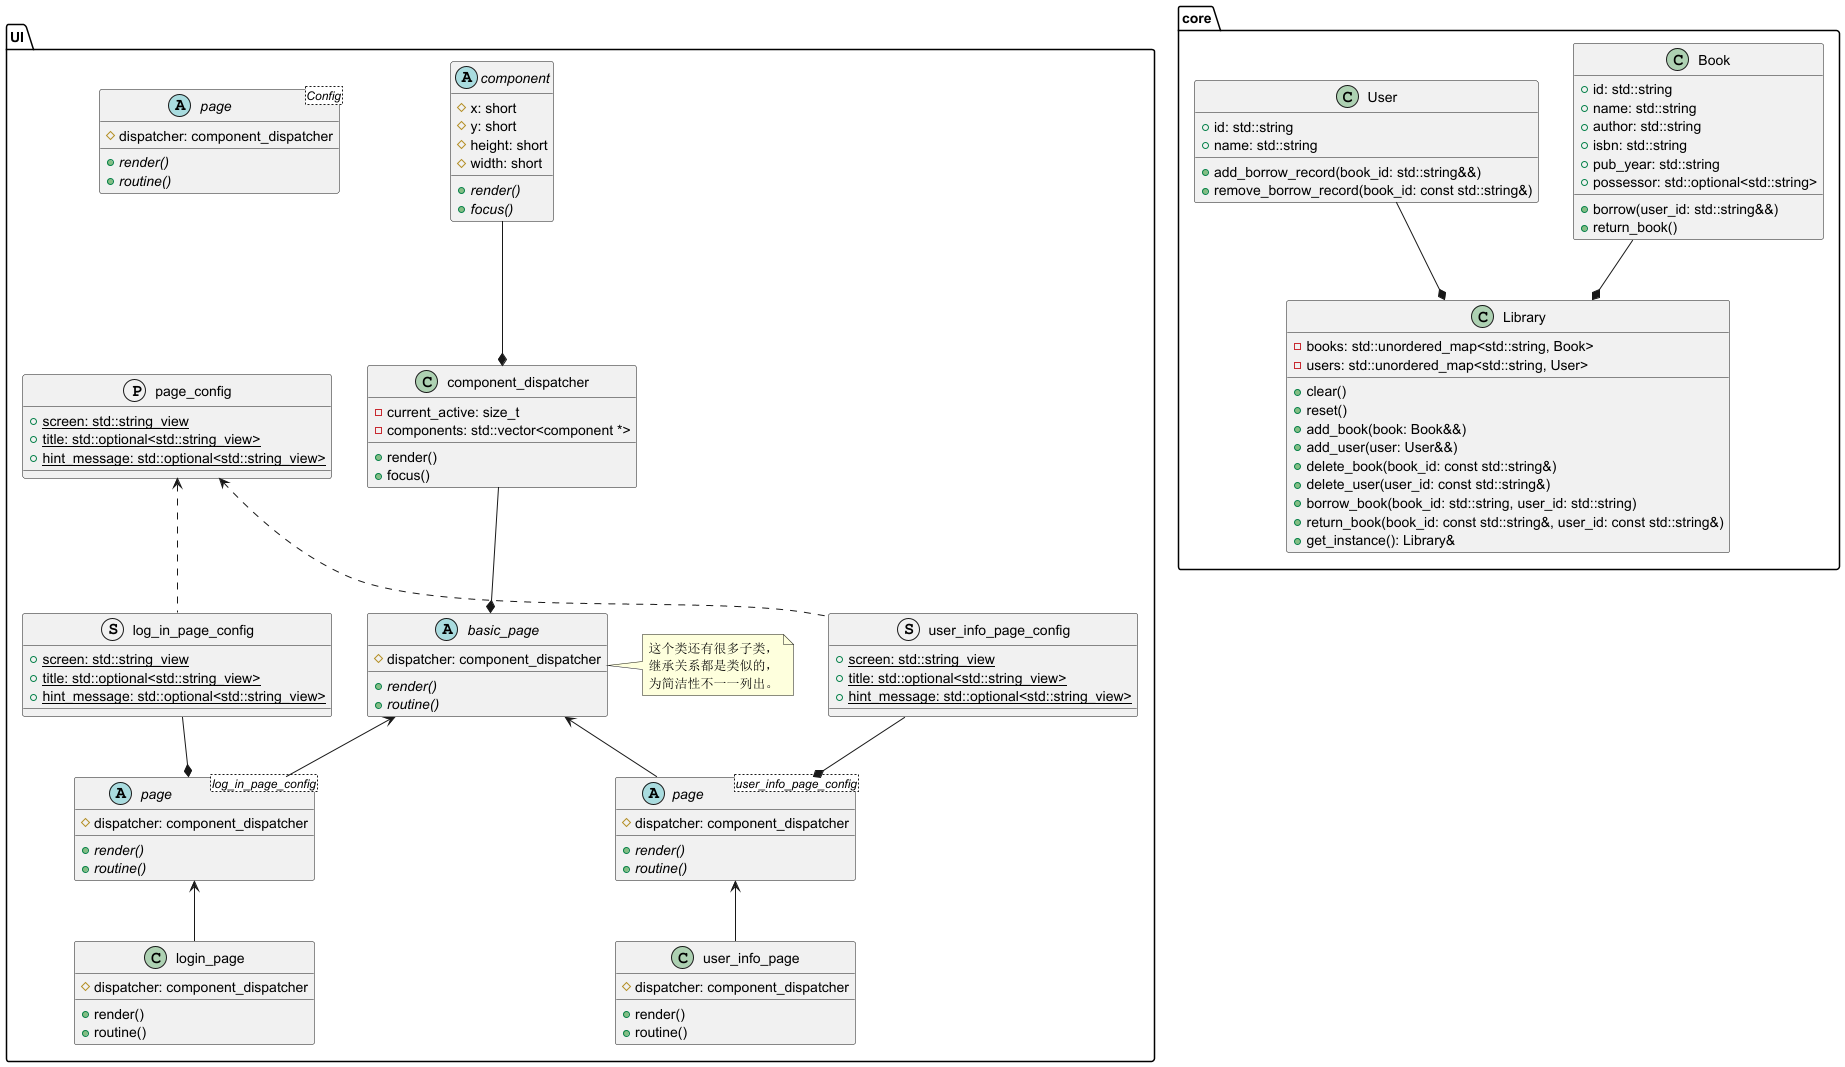 UI
page
Config
dispatcher: component_dispatcher
render()
routine()
A component
x: short
y: short
height: short
width: short
render()
focus()
P page_config
screen: std::string_view
title: std::optional<std::string_view>
hint_message: std::optional<std::string_view>
C component_dispatcher
current_active: size_t
components: std::vector<component *>
render()
focus()
S log_in_page_config
screen: std::string_view
title: std::optional<std::string_view>
hint_message: std::optional<std::string_view>
A basic_page
dispatcher: component_dispatcher
render()
routine()
这个类还有很多子类，
继承关系都是类似的，
为简洁性不一一列出。
S user_info_page_config
screen: std::string_view
title: std::optional<std::string_view>
hint_message: std::optional<std::string_view>
A page
log_in_page_config
dispatcher: component_dispatcher
render()
routine()
A page
user_info_page_config
dispatcher: component_dispatcher
render()
routine()
C login_page
dispatcher: component_dispatcher
render()
routine()
C user_info_page
dispatcher: component_dispatcher
render()
routine()
core
C User
id: std::string
name: std::string
add_borrow_record(book_id: std::string&&)
remove_borrow_record(book_id: const std::string&)
C Book
id: std::string
name: std::string
author: std::string
isbn: std::string
pub_year: std::string
possessor: std::optional<std::string>
borrow(user_id: std::string&&)
return_book()
C Library
books: std::unordered_map<std::string, Book>
users: std::unordered_map<std::string, User>
clear()
reset()
add_book(book: Book&&)
add_user(user: User&&)
delete_book(book_id: const std::string&)
delete_user(user_id: const std::string&)
borrow_book(book_id: std::string, user_id: std::string)
return_book(book_id: const std::string&, user_id: const std::string&)
get_instance(): Library&